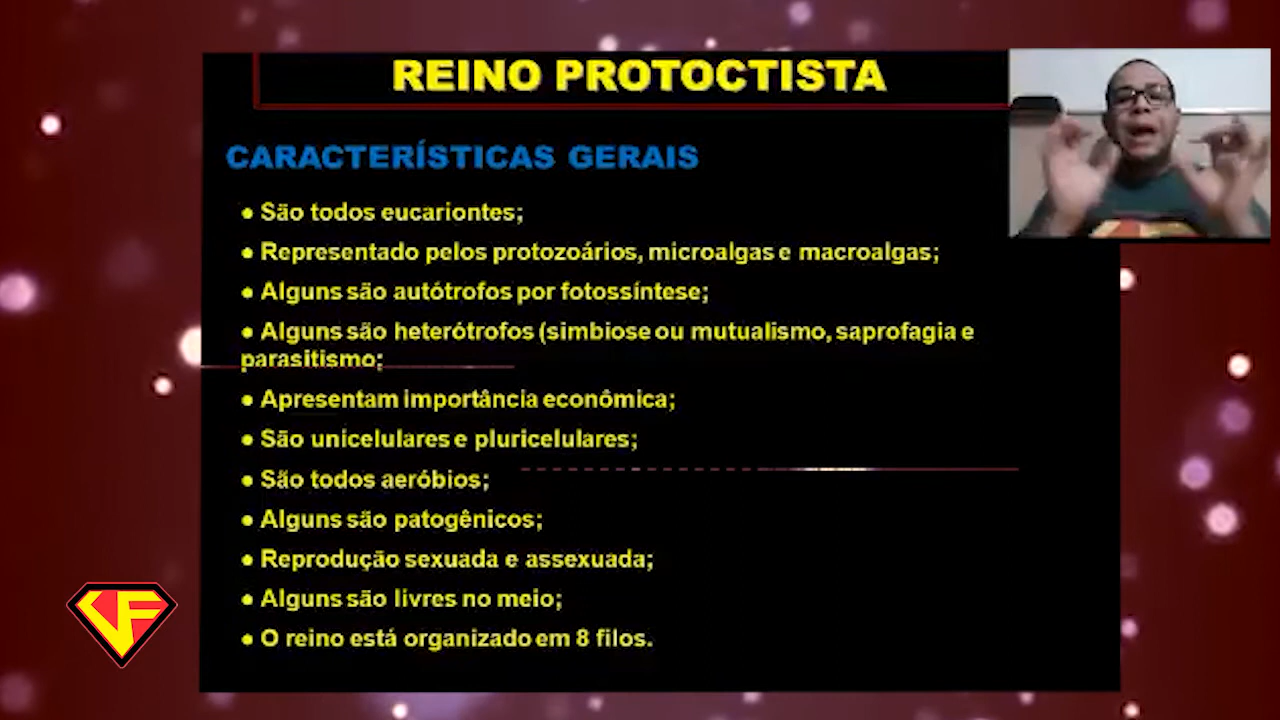 REINO PROTOCTISTA
CARACTERÍSTICAS GERAIS
● São todos eucariontes;
● Representado pelos protozoários, microalgas e macroalgas;
● Alguns são autótrofos por fotossíntese;
● Alguns são heterótrofos (simbiose ou mutualismo, saprofagia e
parasitismo;
● Apresentam importância econômica;
● São unicelulares e pluricelulares;
● São todos aeróbios;
● Alguns são patogênicos;
● Reprodução sexuada e assexuada;
● Alguns são livres no meio;
● O reino está organizado em 8 filos.
VF